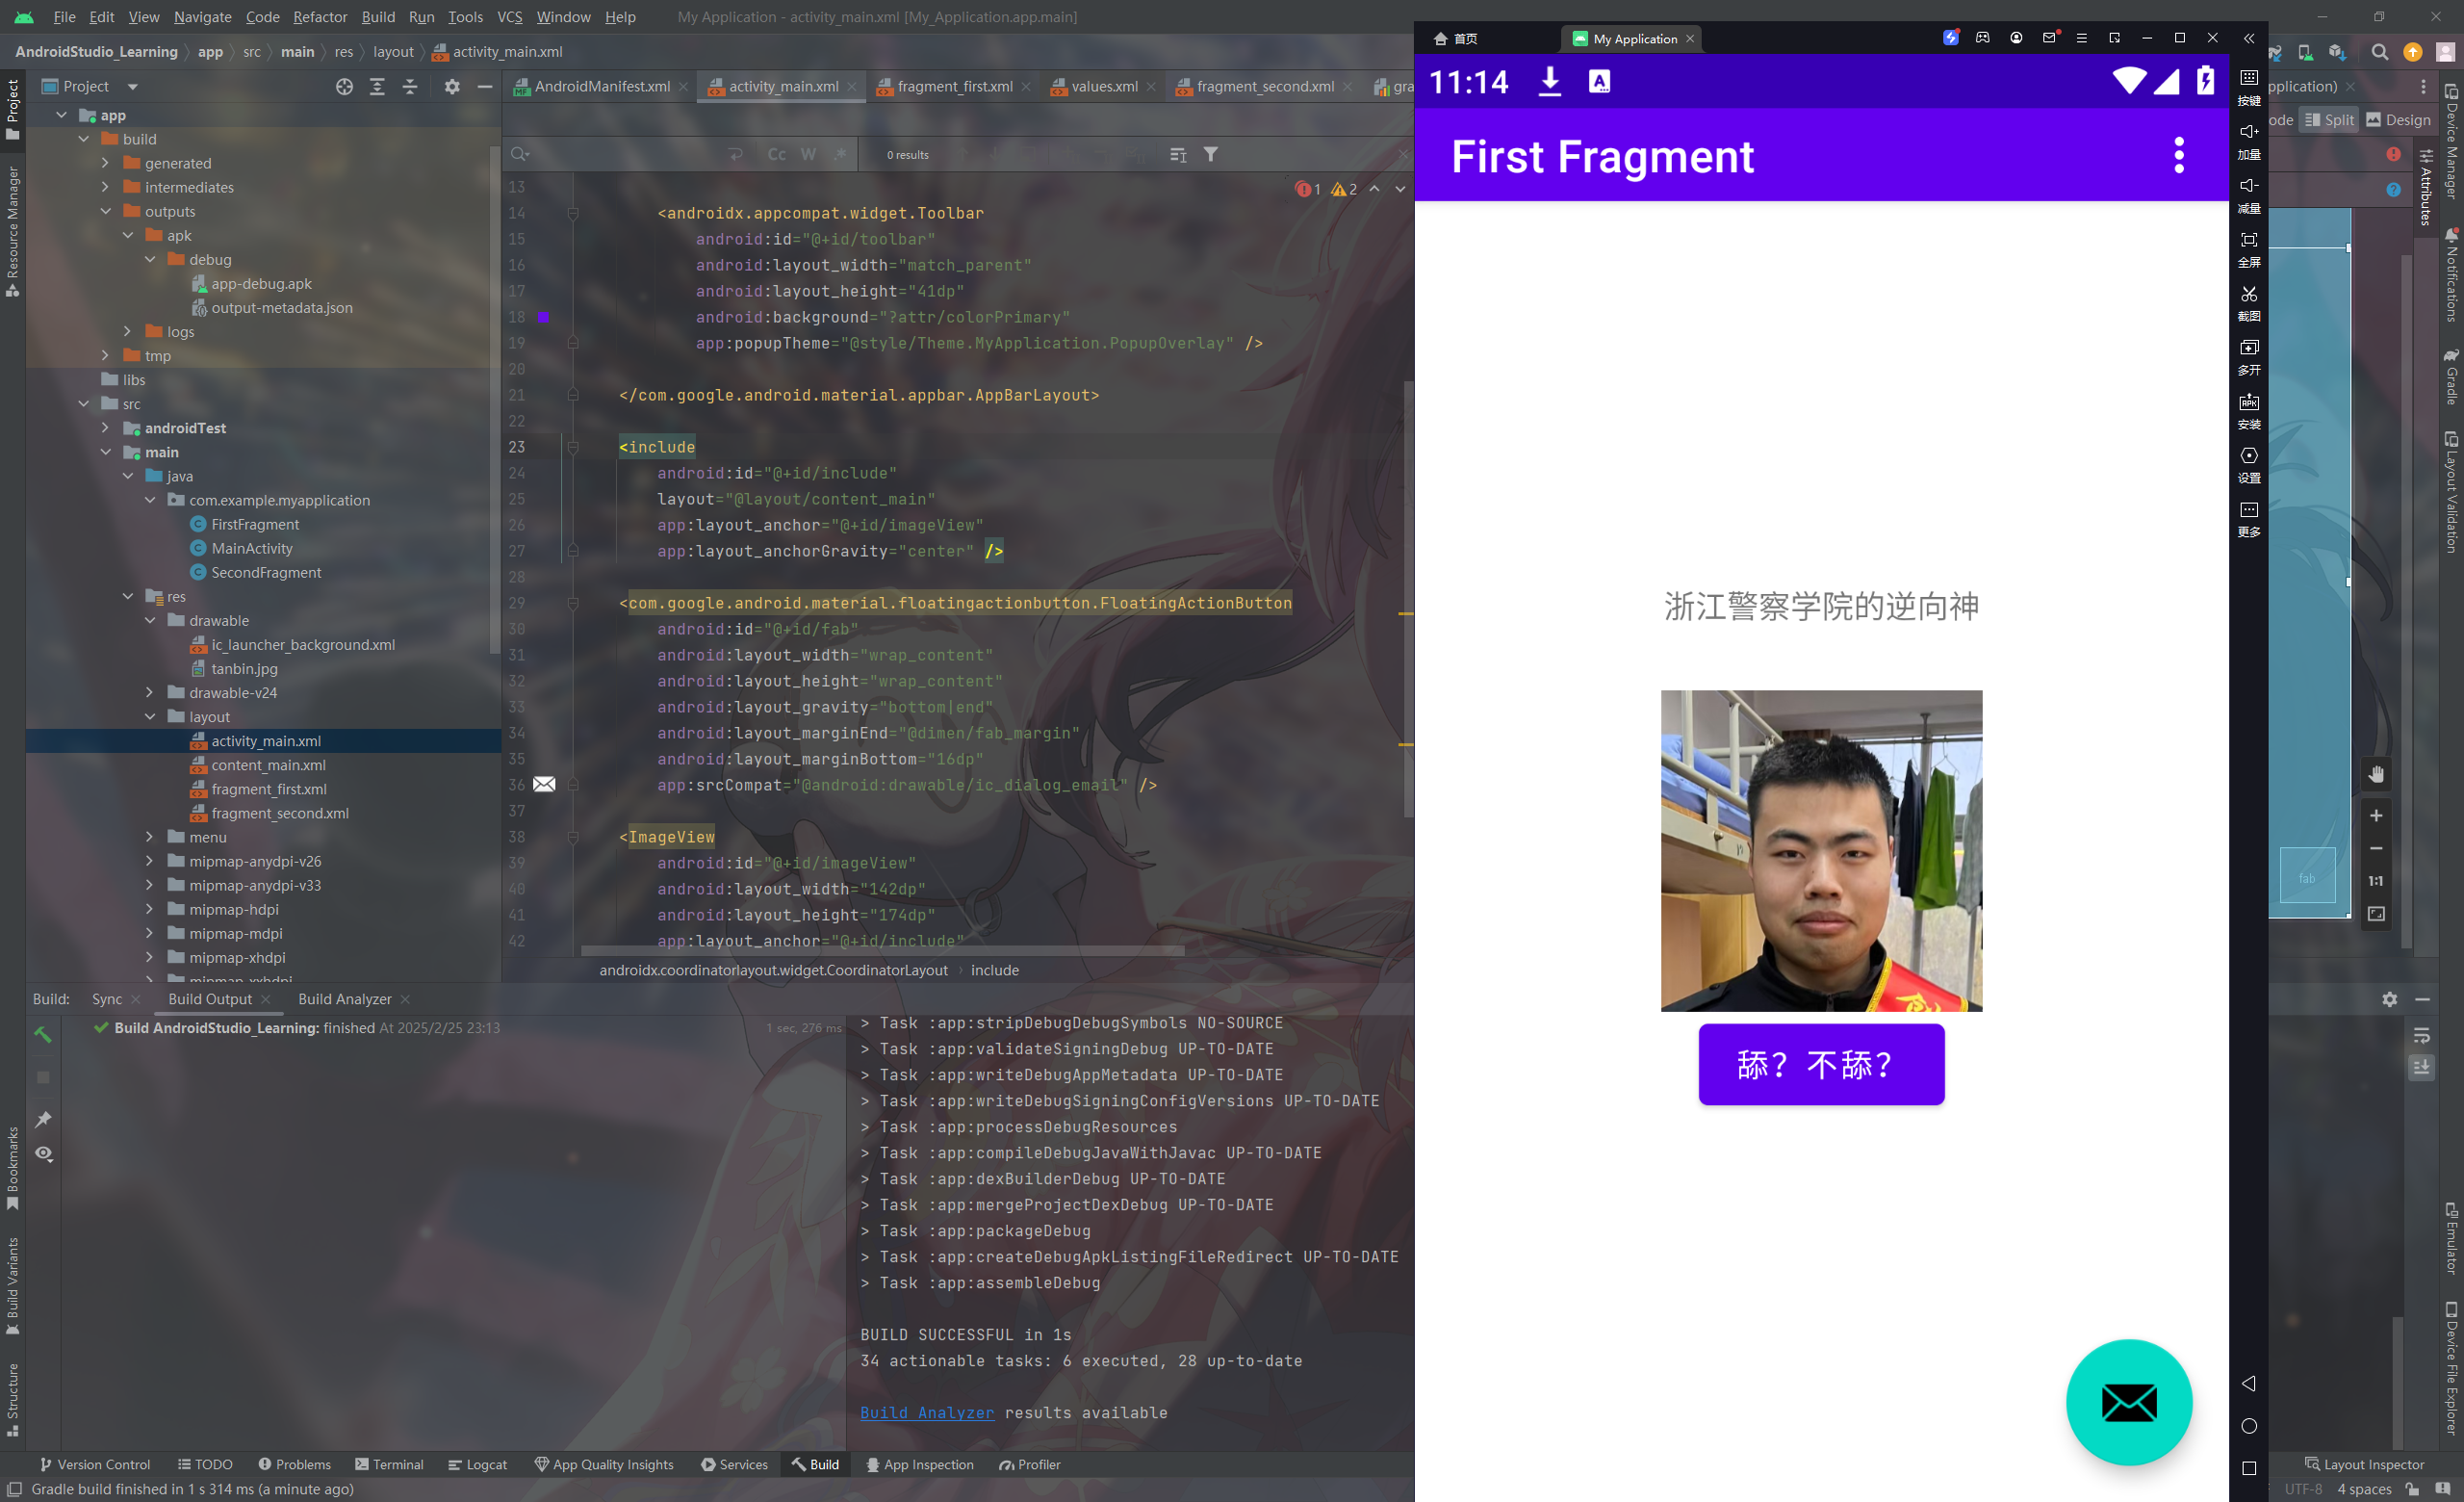 File Edit View Navigate Code Refactor Build Run Tools VCS Window Help My Application - activity_main.xml [My_Application.app.main]
AndroidStudio_Learning app src main res layout activity_main.xml
Project
AndroidManifest.xml activity_main.xml fragment_first.xml values.xml fragment_second.xml gra
Cc W .* 0 results
1 2
app
build
generated
intermediates
outputs
apk
debug
app-debug.apk
output-metadata.json
logs
tmp
libs
src
androidTest
main
java
com.example.myapplication
FirstFragment
MainActivity
SecondFragment
res
drawable
ic_launcher_background.xml
tanbin.jpg
drawable-v24
layout
activity_main.xml
content_main.xml
fragment_first.xml
fragment_second.xml
menu
mipmap-anydpi-v26
mipmap-anydpi-v33
mipmap-hdpi
mipmap-mdpi
mipmap-xhdpi
mipmap-xxhdpi
13
14 <androidx.appcompat.widget.Toolbar
15 android:id="@+id/toolbar"
16 android:layout_width="match_parent"
17 android:layout_height="41dp"
18 android:background="?attr/colorPrimary"
19 app:popupTheme="@style/Theme.MyApplication.PopupOverlay" />
20
21 </com.google.android.material.appbar.AppBarLayout>
22
23 <include
24 android:id="@+id/include"
25 layout="@layout/content_main"
26 app:layout_anchor="@+id/imageView"
27 app:layout_anchorGravity="center" />
28
29 <com.google.android.material.floatingactionbutton.FloatingActionButton
30 android:id="@+id/fab"
31 android:layout_width="wrap_content"
32 android:layout_height="wrap_content"
33 android:layout_gravity="bottom|end"
34 android:layout_marginEnd="@dimen/fab_margin"
35 android:layout_marginBottom="16dp"
36 app:srcCompat="@android:drawable/ic_dialog_email" />
37
38 <ImageView
39 android:id="@+id/imageView"
40 android:layout_width="142dp"
41 android:layout_height="174dp"
42 app:layout_anchor="@+id/include"
androidx.coordinatorlayout.widget.CoordinatorLayout include
Build: Sync Build Output Build Analyzer
Build AndroidStudio_Learning: finished At 2025/2/25 23:13 1 sec, 276 ms
> Task :app:stripDebugDebugSymbols NO-SOURCE
> Task :app:validateSigningDebug UP-TO-DATE
> Task :app:writeDebugAppMetadata UP-TO-DATE
> Task :app:writeDebugSigningConfigVersions UP-TO-DATE
> Task :app:processDebugResources
> Task :app:compileDebugJavaWithJavac UP-TO-DATE
> Task :app:dexBuilderDebug UP-TO-DATE
> Task :app:mergeProjectDexDebug UP-TO-DATE
> Task :app:packageDebug
> Task :app:createDebugApkListingFileRedirect UP-TO-DATE
> Task :app:assembleDebug
BUILD SUCCESSFUL in 1s
34 actionable tasks: 6 executed, 28 up-to-date
Build Analyzer results available
Version Control TODO Problems Terminal Logcat App Quality Insights Services Build App Inspection Profiler
Layout Inspector
Gradle build finished in 1 s 314 ms (a minute ago)
UTF-8 4 spaces
Project
Resource Manager
Bookmarks
Build Variants
Structure
首页 My Application
11:14
First Fragment
浙江警察学院的逆向神
舔？不舔？
按键
加量
减量
全屏
截图
多开
APK
安装
设置
更多
pplication)
ode Split Design
fab
1:1
Attributes
Device Manager
Notifications
Gradle
Layout Validation
Emulator
Device File Explorer